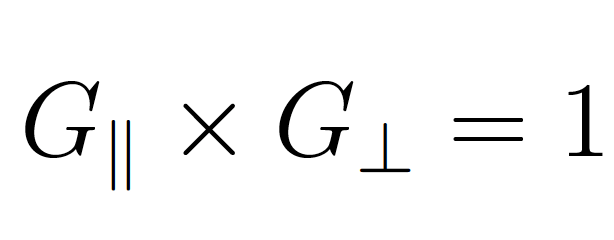 G∥ × G⊥ = 1